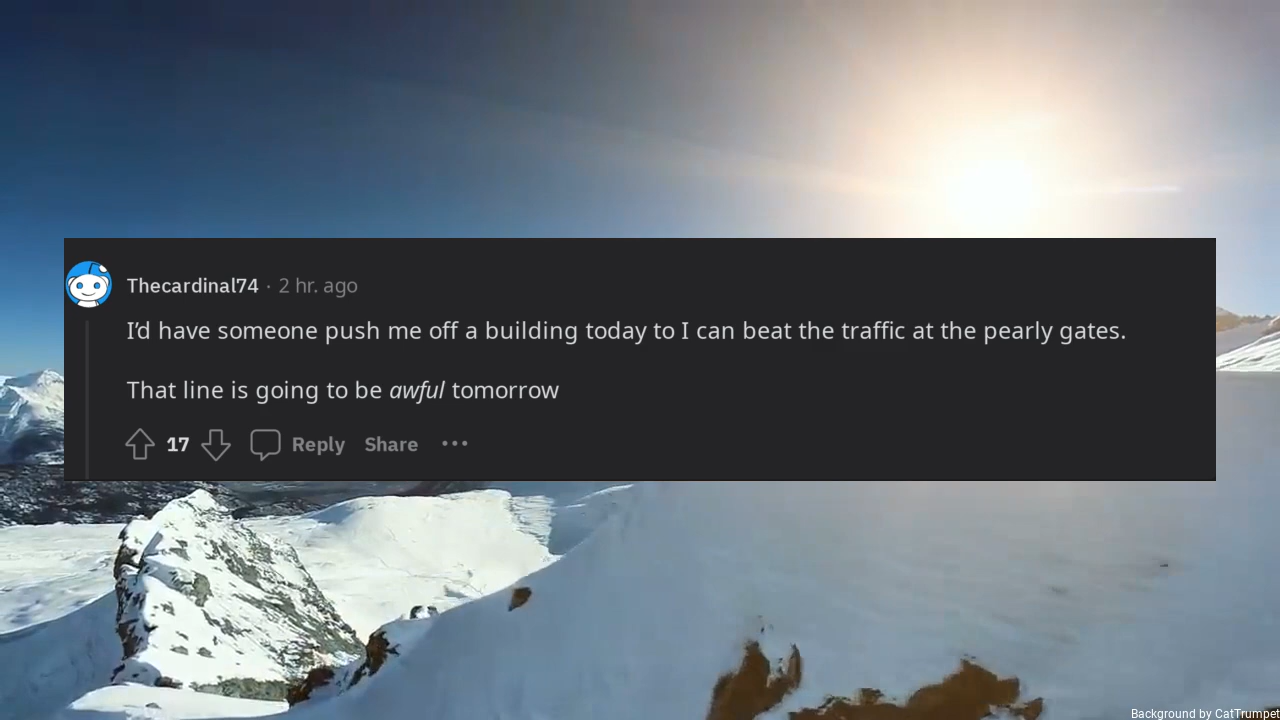 Thecardinal74 · 2 hr. ago
I'd have someone push me off a building today to I can beat the traffic at the pearly gates.
That line is going to be awful tomorrow
17 Reply Share ···
Background by CatTrumpet